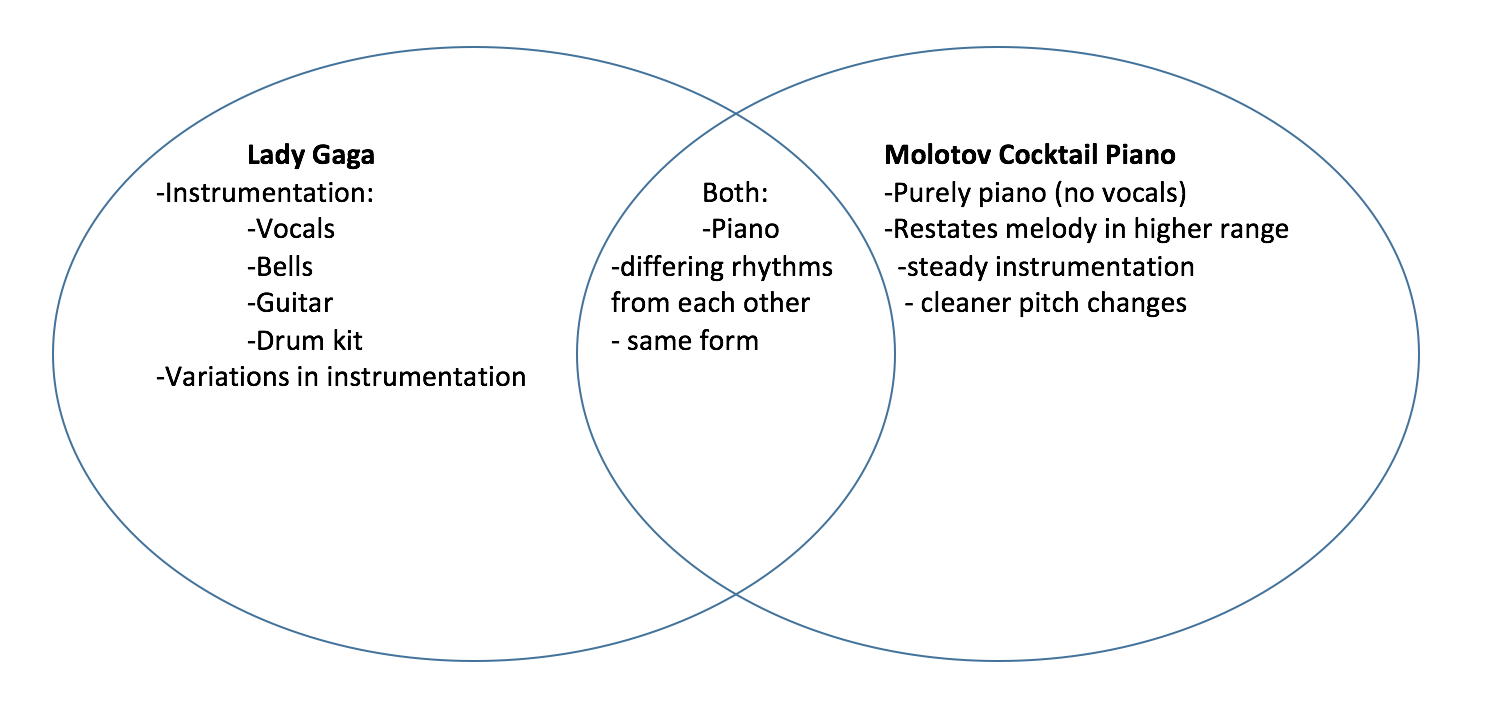 Lady Gaga
-Instrumentation:
-Vocals
-Bells
-Guitar
-Drum kit
-Variations in instrumentation
Both:
-Piano
-differing rhythms
from each other
- same form
Molotov Cocktail Piano
-Purely piano (no vocals)
-Restates melody in higher range
-steady instrumentation
- cleaner pitch changes